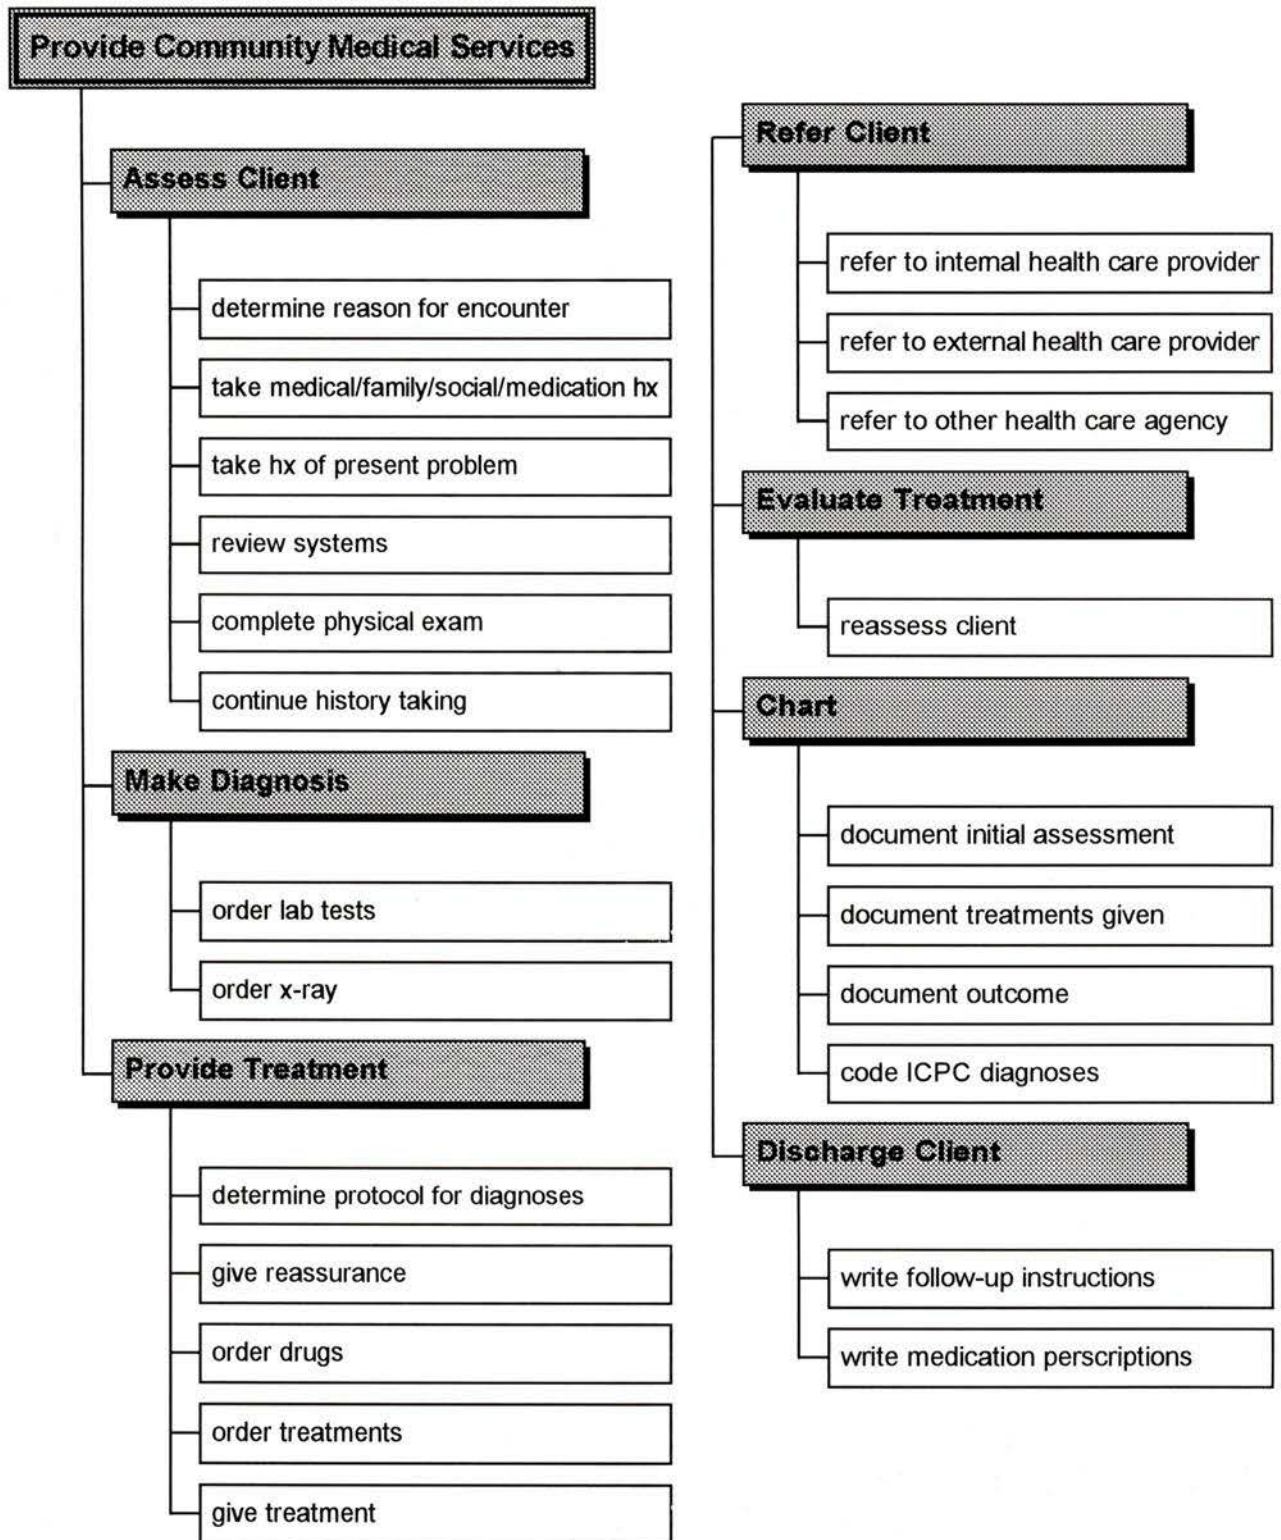 Provide Community Medical Services
Assess Client
determine reason for encounter
take medical/family/social/medication hx
take hx of present problem
review systems
complete physical exam
continue history taking
Make Diagnosis
order lab tests
order x-ray
Provide Treatment
determine protocol for diagnoses
give reassurance
order drugs
order treatments
give treatment
Refer Client
refer to internal health care provider
refer to external health care provider
refer to other health care agency
Evaluate Treatment
reassess client
Chart
document initial assessment
document treatments given
document outcome
code ICPC diagnoses
Discharge Client
write follow-up instructions
write medication perscriptions